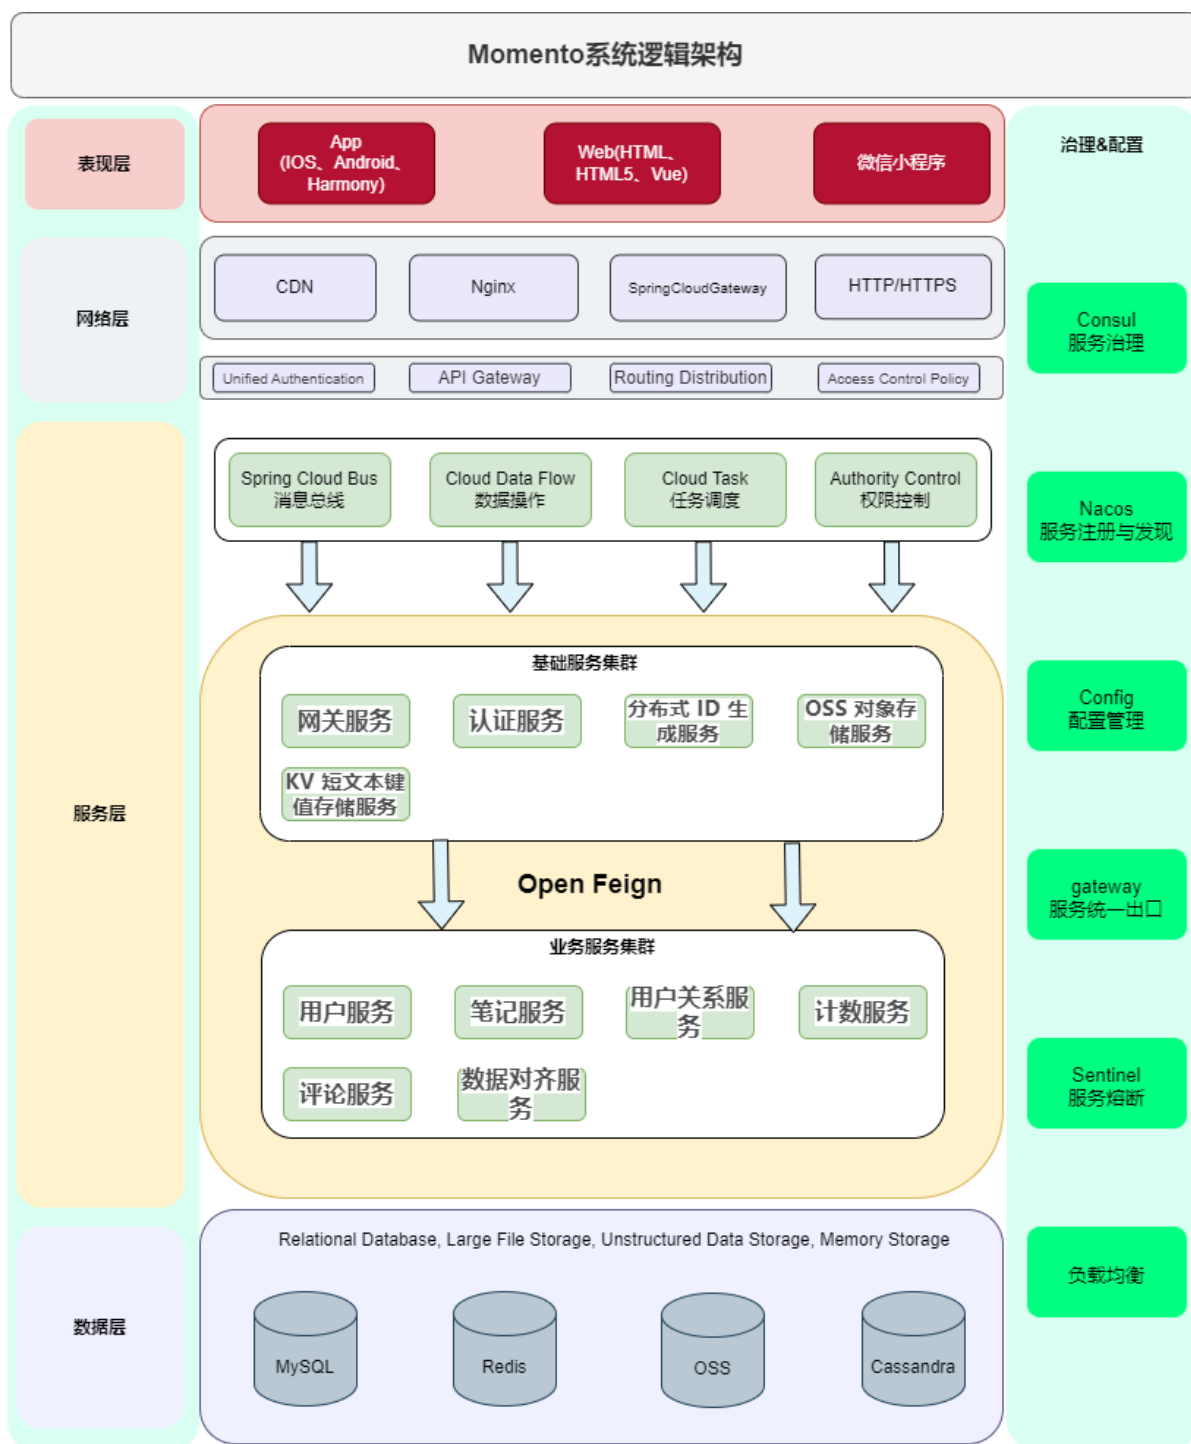 Momento系统逻辑架构
表现层
App
(IOS、Android、
Harmony)
Web(HTML、
HTML5、Vue)
微信小程序
治理&配置
网络层
CDN
Nginx
SpringCloudGateway
HTTP/HTTPS
Unified Authentication
API Gateway
Routing Distribution
Access Control Policy
Consul
服务治理
服务层
Spring Cloud Bus
消息总线
Cloud Data Flow
数据操作
Cloud Task
任务调度
Authority Control
权限控制
Nacos
服务注册与发现
基础服务集群
网关服务
认证服务
分布式 ID 生
成服务
OSS 对象存
储服务
KV 短文本键
值存储服务
Config
配置管理
Open Feign
gateway
服务统一出口
业务服务集群
用户服务
笔记服务
用户关系服
务
计数服务
评论服务
数据对齐服
务
Sentinel
服务熔断
数据层
Relational Database, Large File Storage, Unstructured Data Storage, Memory Storage
MySQL
Redis
OSS
Cassandra
负载均衡